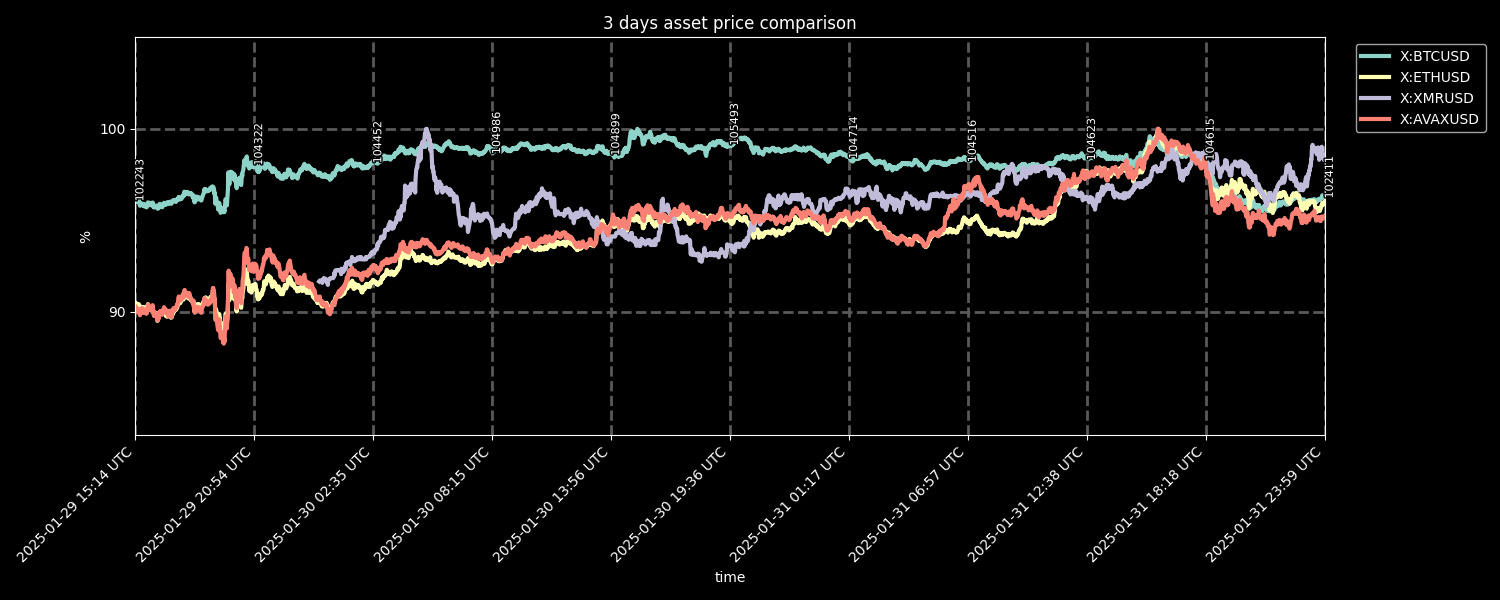 3 days asset price comparison
X:BTCUSD
X:ETHUSD
X:XMRUSD
X:AVAXUSD
%
100
90
102243
104322
104452
104986
104899
105493
104714
104516
104623
104615
102411
2025-01-29 15:14 UTC
2025-01-29 20:54 UTC
2025-01-30 02:35 UTC
2025-01-30 08:15 UTC
2025-01-30 13:56 UTC
2025-01-30 19:36 UTC
2025-01-31 01:17 UTC
2025-01-31 06:57 UTC
2025-01-31 12:38 UTC
2025-01-31 18:18 UTC
2025-01-31 23:59 UTC
time